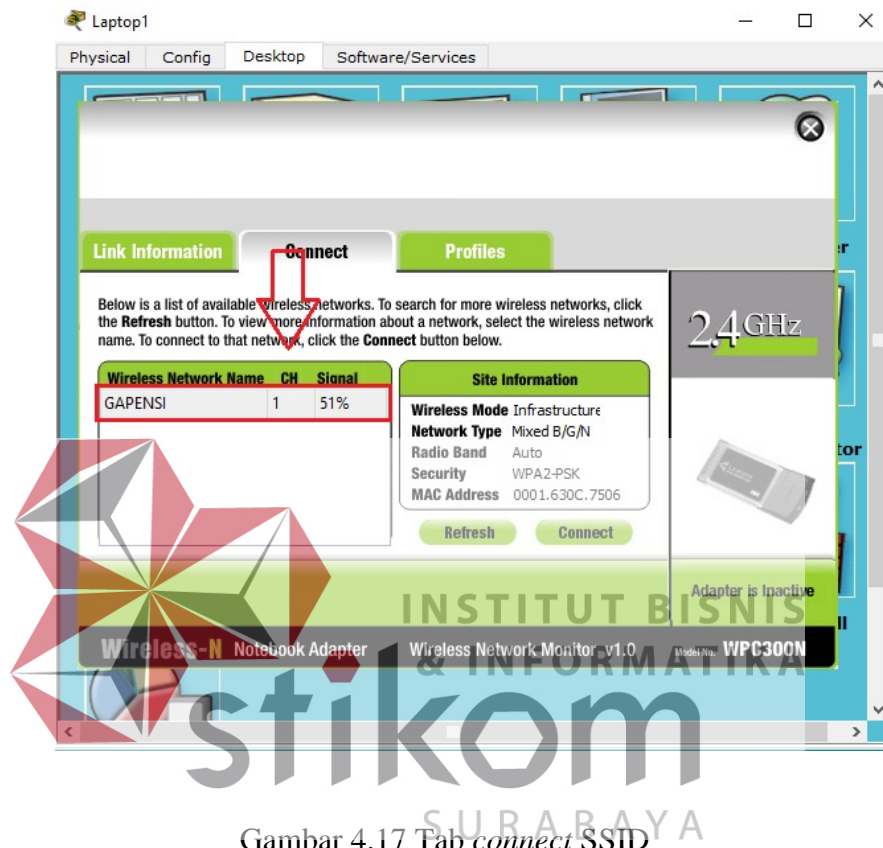 Laptop1
Physical Config Desktop Software/Services
Link Information Connect Profiles
Below is a list of available wireless networks. To search for more wireless networks, click
the Refresh button. To view more information about a network, select the wireless network
name. To connect to that network, click the Connect button below.
2.4GHz
Wireless Network Name CH Signal
GAPENSI 1 51%
Site Information
Wireless Mode Infrastructure
Network Type Mixed B/G/N
Radio Band Auto
Security WPA2-PSK
MAC Address 0001.630C.7506
Refresh Connect
Adapter is Inactive
Wireless-N Notebook Adapter Wireless Network Monitor v1.0 Model No. WPC300N
INSTITUT BISNIS
& INFORMATIKA
stikom
SURABAYA
Gambar 4.17 Tab connect SSID